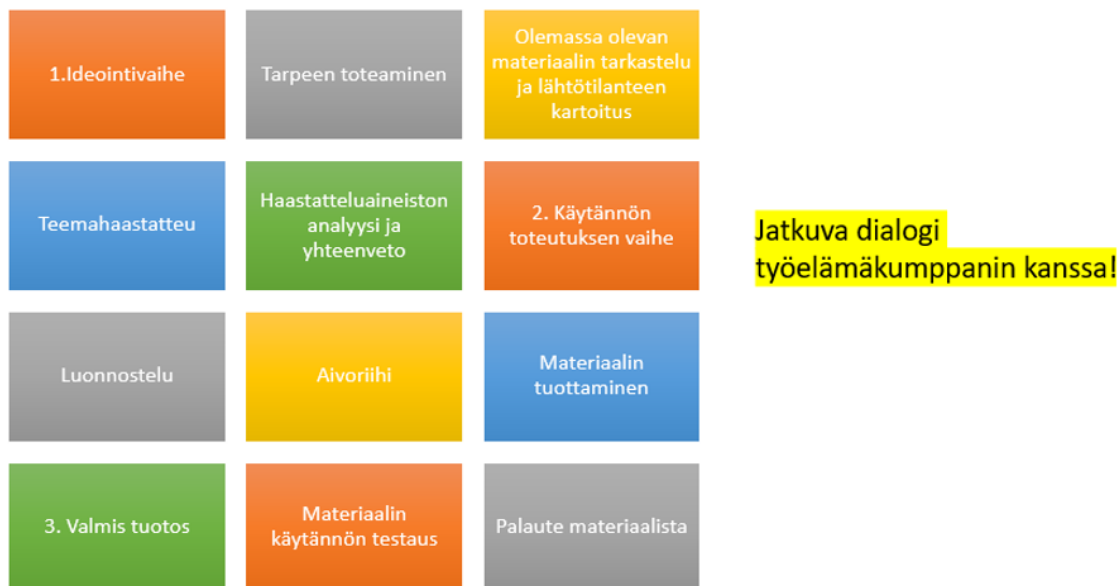 1.Ideointivaihe
Tarpeen toteaminen
Olemassa olevan
materiaalin tarkastelu
ja lähtötilanteen
kartoitus
Teemahaastatteu
Haastatteluaineiston
analyysi ja
yhteenveto
2. Käytännön
toteutuksen vaihe
Jatkuva dialogi
työelämäkumppanin kanssa!
Luonnostelu
Aivoriihi
Materiaalin
tuottaminen
3. Valmis tuotos
Materiaalin
käytännön testaus
Palaute materiaalista